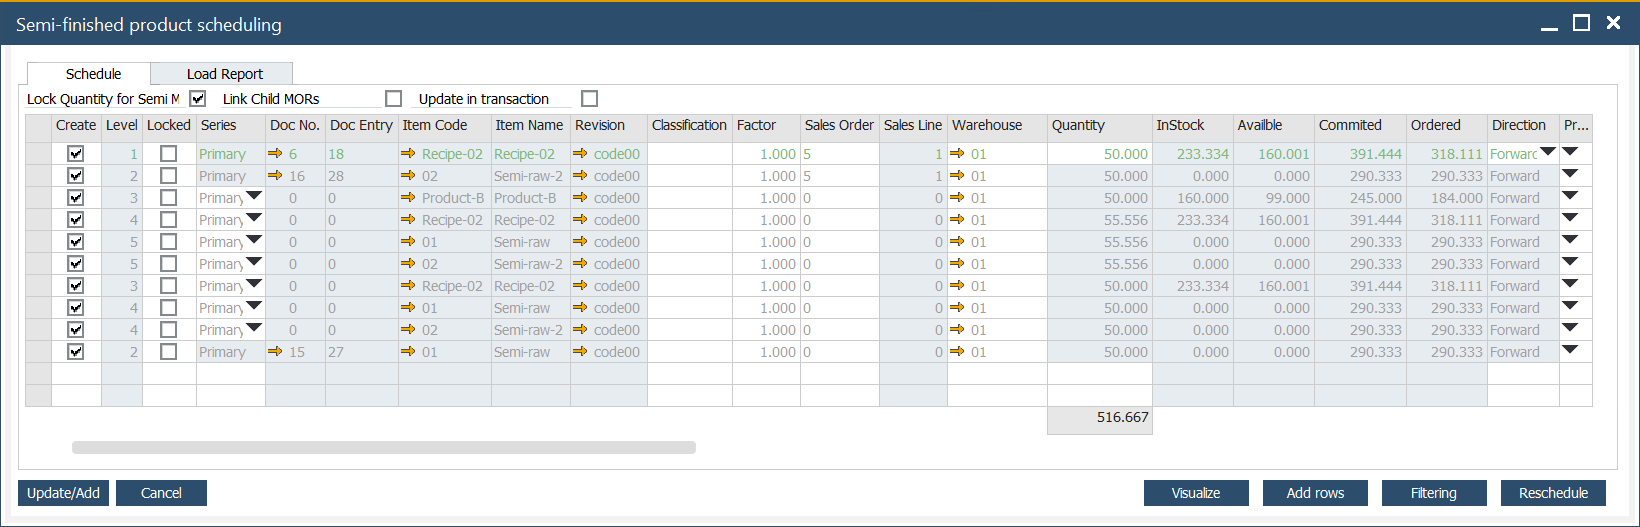 Semi-finished product scheduling
Schedule Load Report
Lock Quantity for Semi M Link Child MORs Update in transaction
Create Level Locked Series Doc No. Doc Entry Item Code Item Name Revision Classification Factor Sales Order Sales Line Warehouse Quantity InStock Availble Commited Ordered Direction Pr...
1 Primary 6 18 Recipe-02 Recipe-02 code00 1.000 5 1 01 50.000 233.334 160.001 391.444 318.111 Forward
2 Primary 16 28 02 Semi-raw-2 code00 1.000 5 1 01 50.000 0.000 0.000 290.333 290.333 Forward
3 Primary 0 0 Product-B Product-B code00 1.000 0 0 01 50.000 160.000 99.000 245.000 184.000 Forward
4 Primary 0 0 Recipe-02 Recipe-02 code00 1.000 0 0 01 55.556 233.334 160.001 391.444 318.111 Forward
5 Primary 0 0 01 Semi-raw code00 1.000 0 0 01 55.556 0.000 0.000 290.333 290.333 Forward
5 Primary 0 0 02 Semi-raw-2 code00 1.000 0 0 01 55.556 0.000 0.000 290.333 290.333 Forward
3 Primary 0 0 Recipe-02 Recipe-02 code00 1.000 0 0 01 50.000 233.334 160.001 391.444 318.111 Forward
4 Primary 0 0 01 Semi-raw code00 1.000 0 0 01 50.000 0.000 0.000 290.333 290.333 Forward
4 Primary 0 0 02 Semi-raw-2 code00 1.000 0 0 01 50.000 0.000 0.000 290.333 290.333 Forward
2 Primary 15 27 01 Semi-raw code00 1.000 0 0 01 50.000 0.000 0.000 290.333 290.333 Forward
516.667
Update/Add Cancel Visualize Add rows Filtering Reschedule